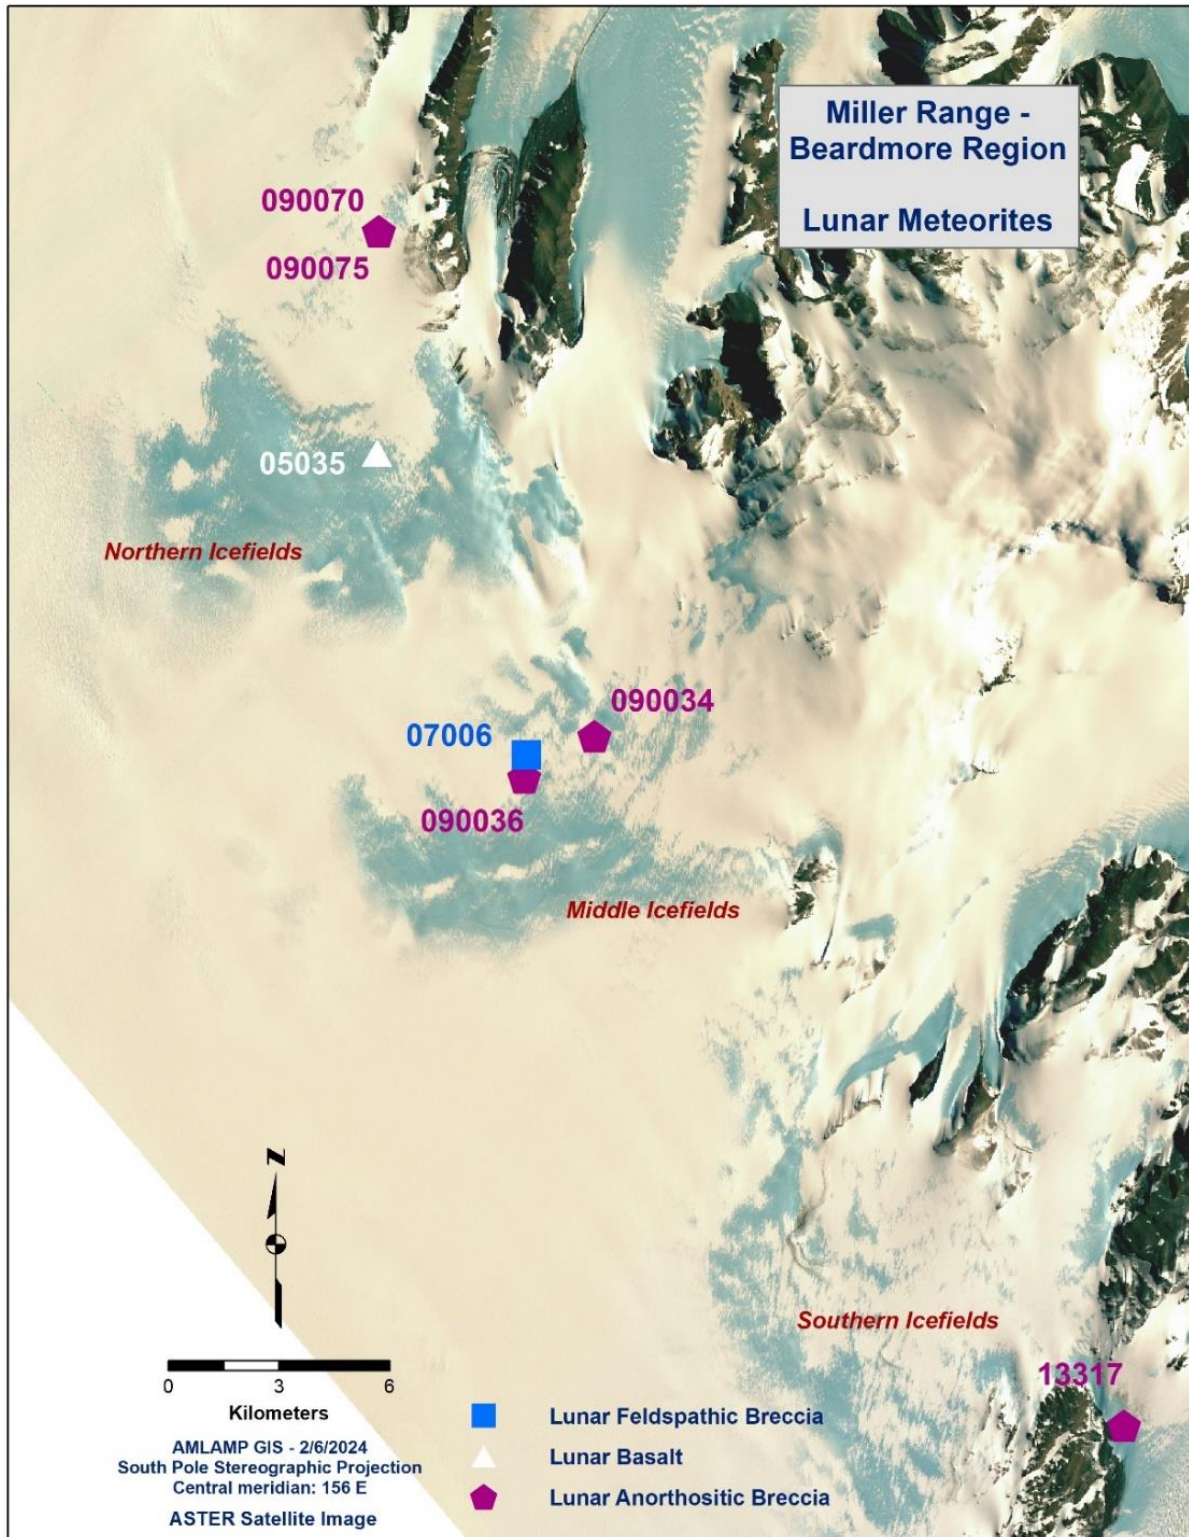 Miller Range -
Beardmore Region
Lunar Meteorites
090070
090075
05035
Northern Icefields
090034
07006
090036
Middle Icefields
Southern Icefields
13317
N
0 3 6
Kilometers
AMLAMP GIS - 2/6/2024
South Pole Stereographic Projection
Central meridian: 156 E
ASTER Satellite Image
Lunar Feldspathic Breccia
Lunar Basalt
Lunar Anorthositic Breccia